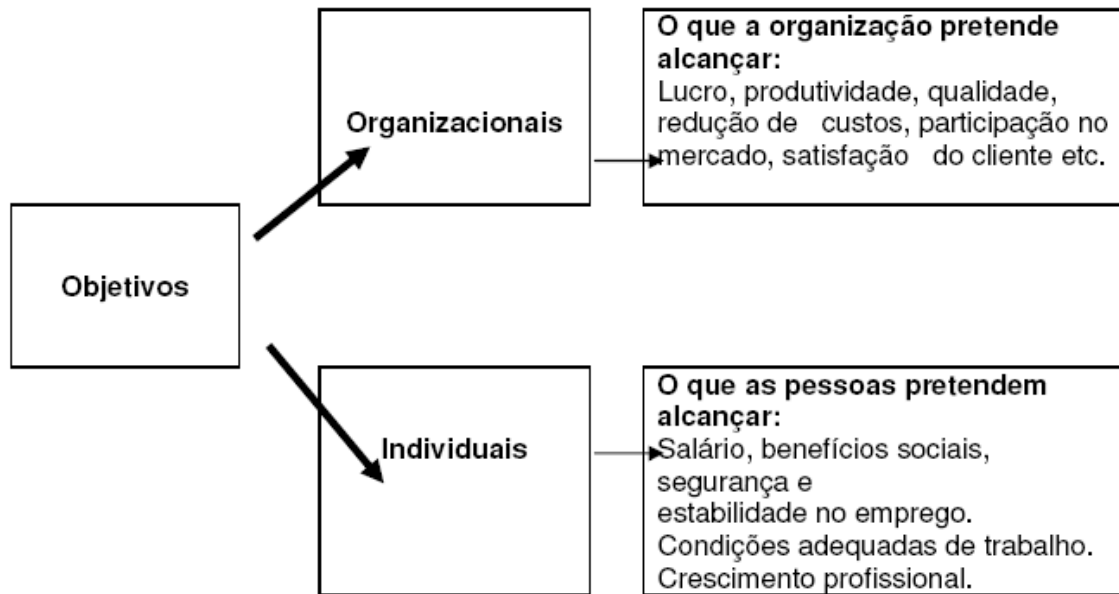 Objetivos
Organizacionais
O que a organização pretende
alcançar:
Lucro, produtividade, qualidade,
redução de custos, participação no
mercado, satisfação do cliente etc.
Individuais
O que as pessoas pretendem
alcançar:
Salário, benefícios sociais,
segurança e
estabilidade no emprego.
Condições adequadas de trabalho.
Crescimento profissional.